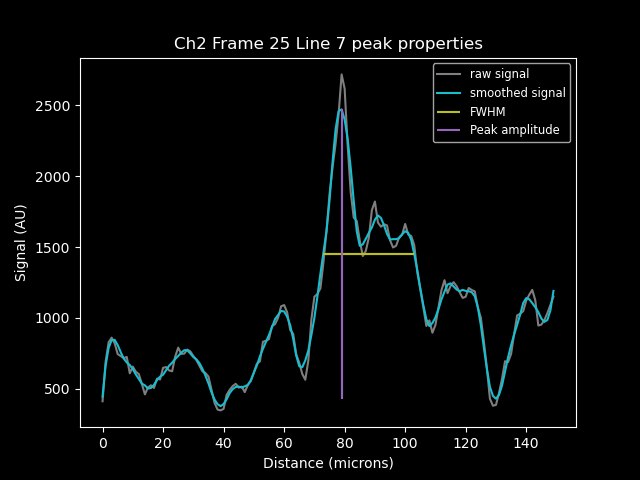 Ch2 Frame 25 Line 7 peak properties
raw signal
smoothed signal
FWHM
Peak amplitude
Signal (AU)
2500
2000
1500
1000
500
0 20 40 60 80 100 120 140
Distance (microns)